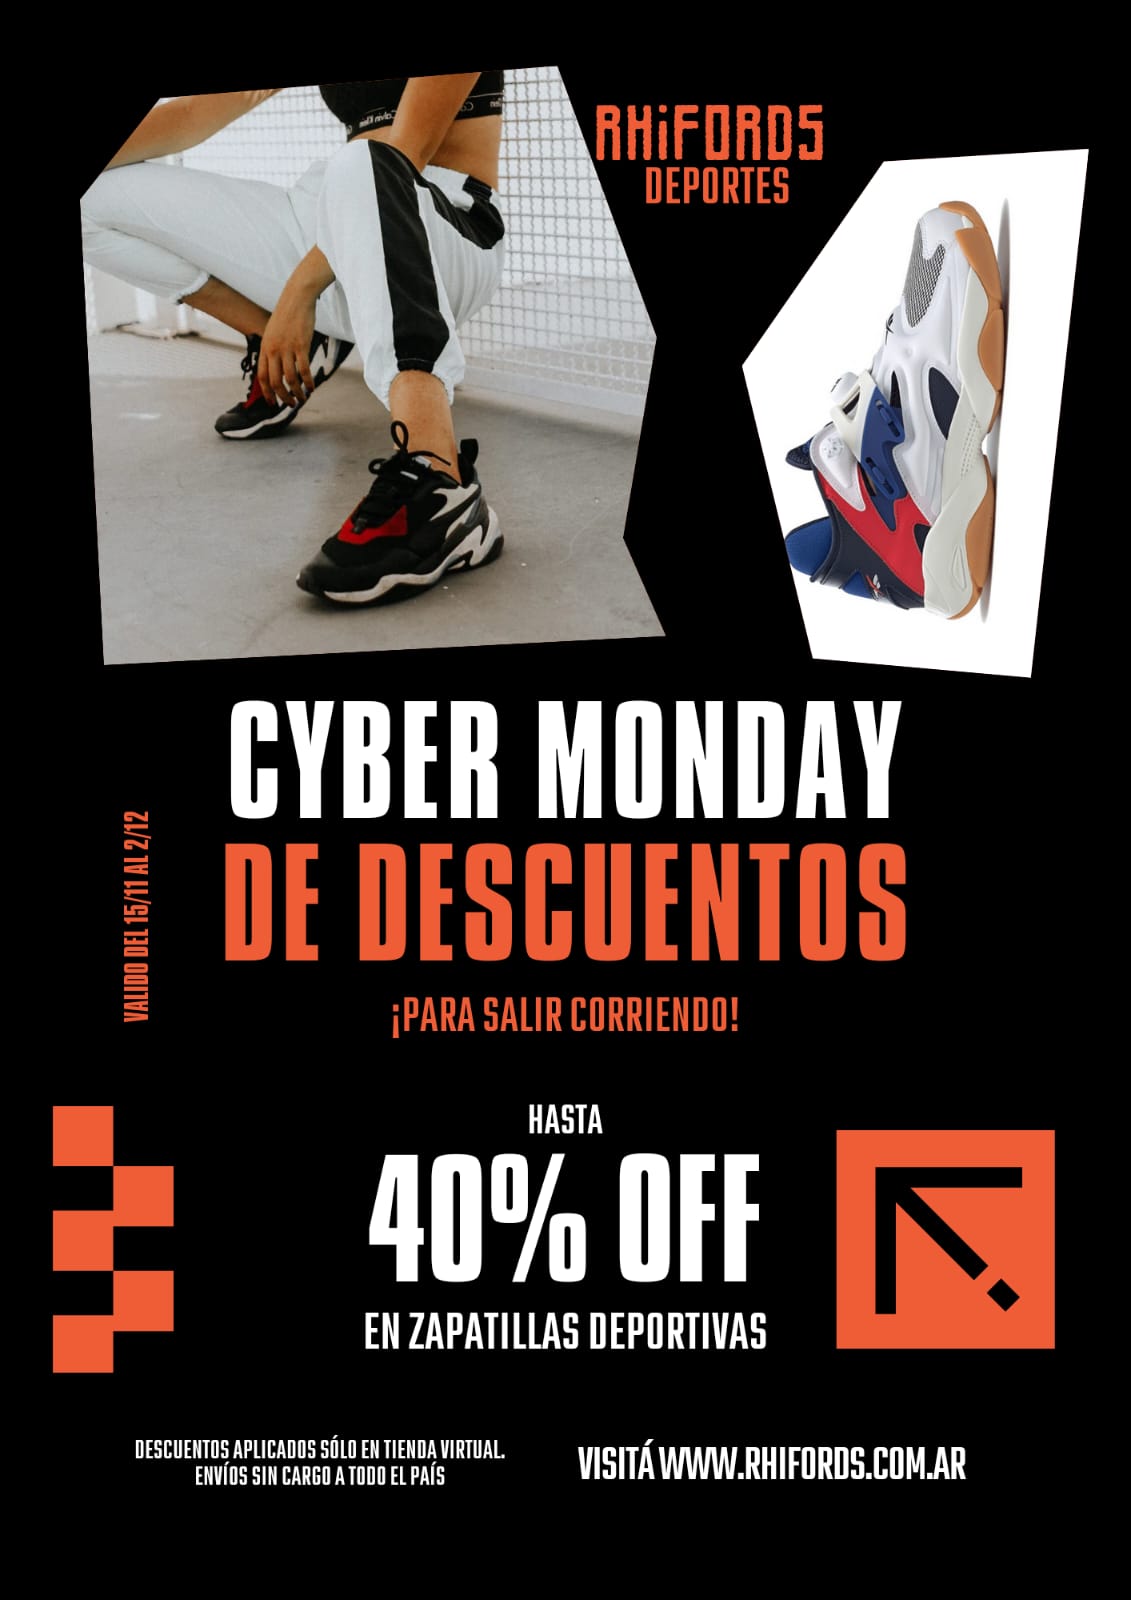 RHiFORDS
DEPORTES
CYBER MONDAY
DE DESCUENTOS
VALIDO DEL 15/11 AL 2/12
¡PARA SALIR CORRIENDO!
HASTA
40% OFF
EN ZAPATILLAS DEPORTIVAS
DESCUENTOS APLICADOS SÓLO EN TIENDA VIRTUAL.
ENVÍOS SIN CARGO A TODO EL PAÍS
VISITÁ WWW.RHIFORDS.COM.AR